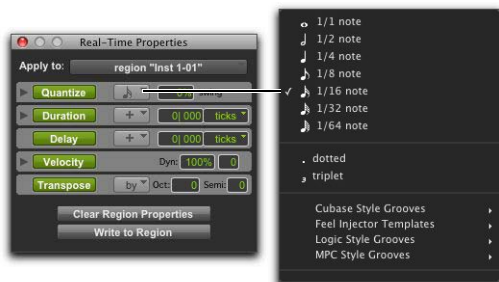 Real-Time Properties
Apply to: region "Inst 1-01"
Quantize 0% swing
Duration + 0| 000 ticks
Delay + 0| 000 ticks
Velocity Dyn: 100% 0
Transpose by Oct: 0 Semi: 0
Clear Region Properties
Write to Region
1/1 note
1/2 note
1/4 note
1/8 note
✓ 1/16 note
1/32 note
1/64 note
. dotted
3 triplet
Cubase Style Grooves
Feel Injector Templates
Logic Style Grooves
MPC Style Grooves